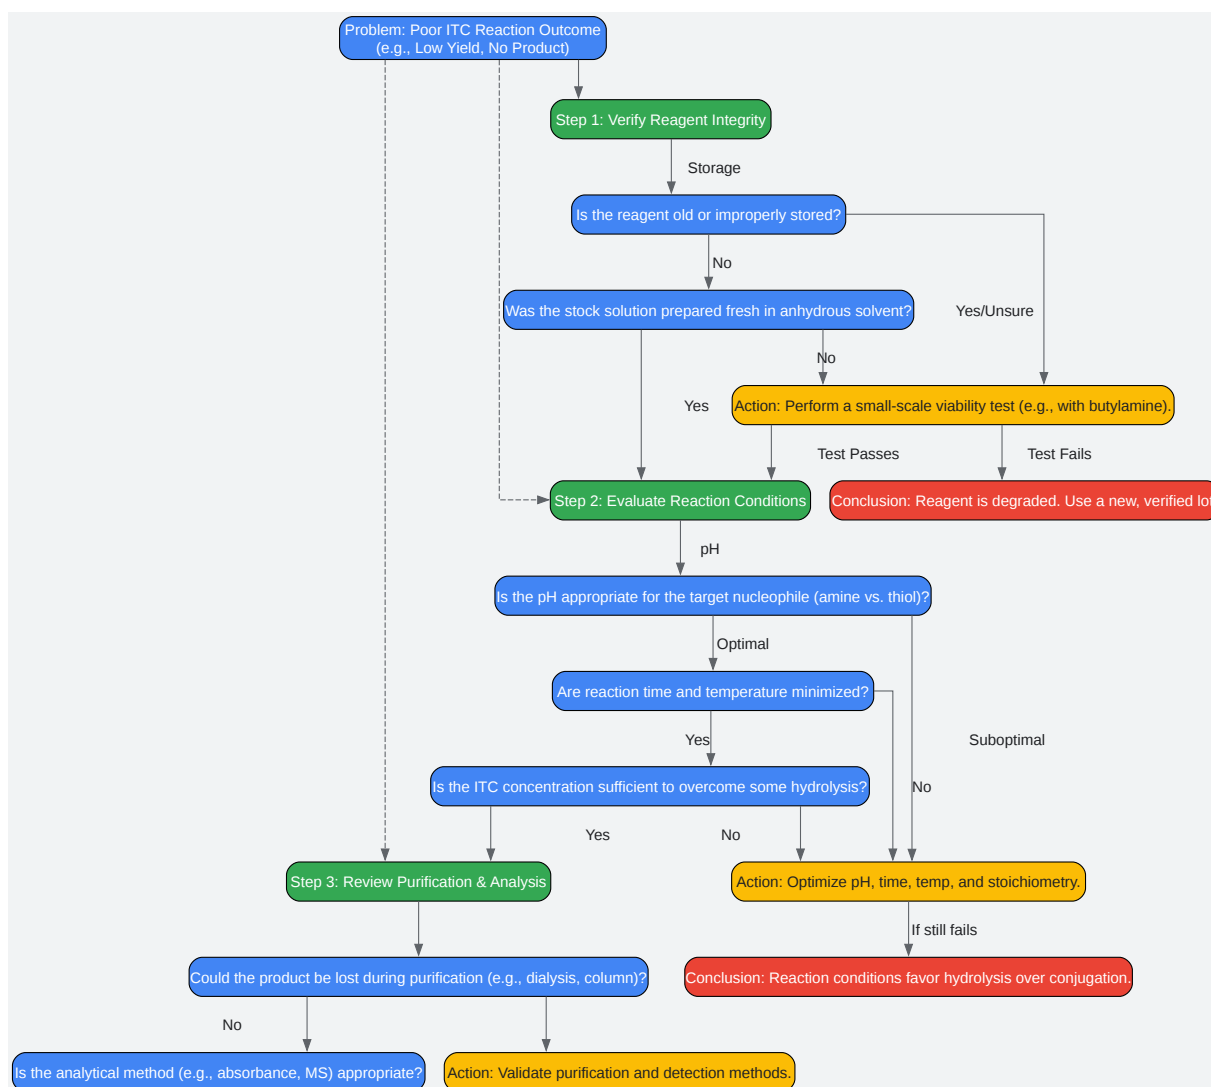 Problem: Poor ITC Reaction Outcome
(e.g., Low Yield, No Product)
Step 1: Verify Reagent Integrity
Storage
Is the reagent old or improperly stored?
No
Was the stock solution prepared fresh in anhydrous solvent?
Yes/Unsure
No
Yes
Action: Perform a small-scale viability test (e.g., with butylamine).
Test Passes
Test Fails
Step 2: Evaluate Reaction Conditions
Conclusion: Reagent is degraded. Use a new, verified
pH
Is the pH appropriate for the target nucleophile (amine vs. thiol)?
Optimal
Are reaction time and temperature minimized?
Yes
Suboptimal
Is the ITC concentration sufficient to overcome some hydrolysis?
No
Yes
No
Step 3: Review Purification & Analysis
Action: Optimize pH, time, temp, and stoichiometry.
If still fails
Could the product be lost during purification (e.g., dialysis, column)?
Conclusion: Reaction conditions favor hydrolysis over conjugation.
No
Is the analytical method (e.g., absorbance, MS) appropriate?
Action: Validate purification and detection methods.